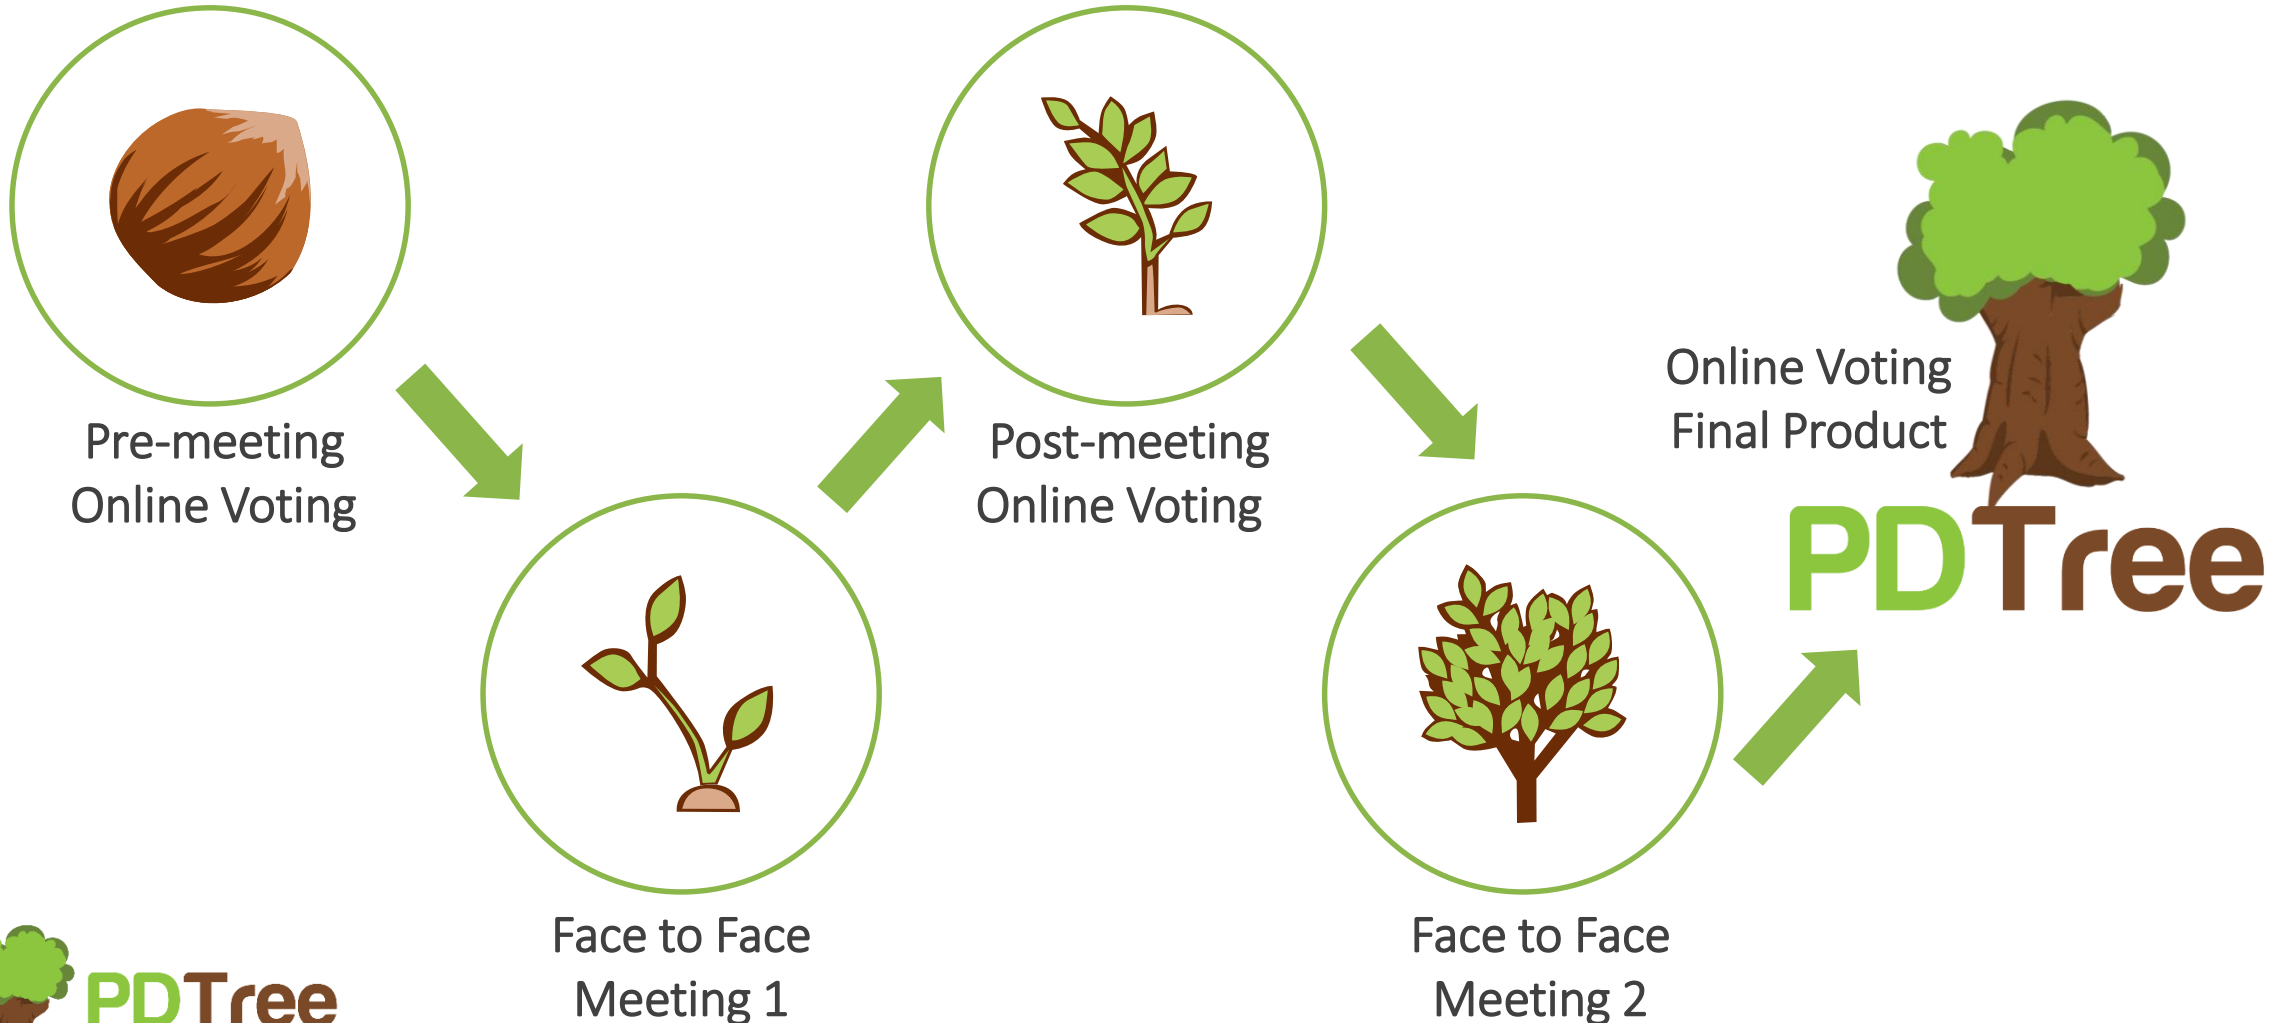 Pre-meeting
Online Voting
Face to Face
Meeting 1
Post-meeting
Online Voting
Face to Face
Meeting 2
Online Voting
Final Product
PDTree
PDTree